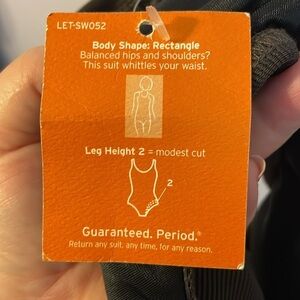 LET-SW052
Body Shape: Rectangle
Balanced hips and shoulders?
This suit whittles your waist.
Leg Height 2 = modest cut
2
Guaranteed. Period.®
Return any suit, any time, for any reason.